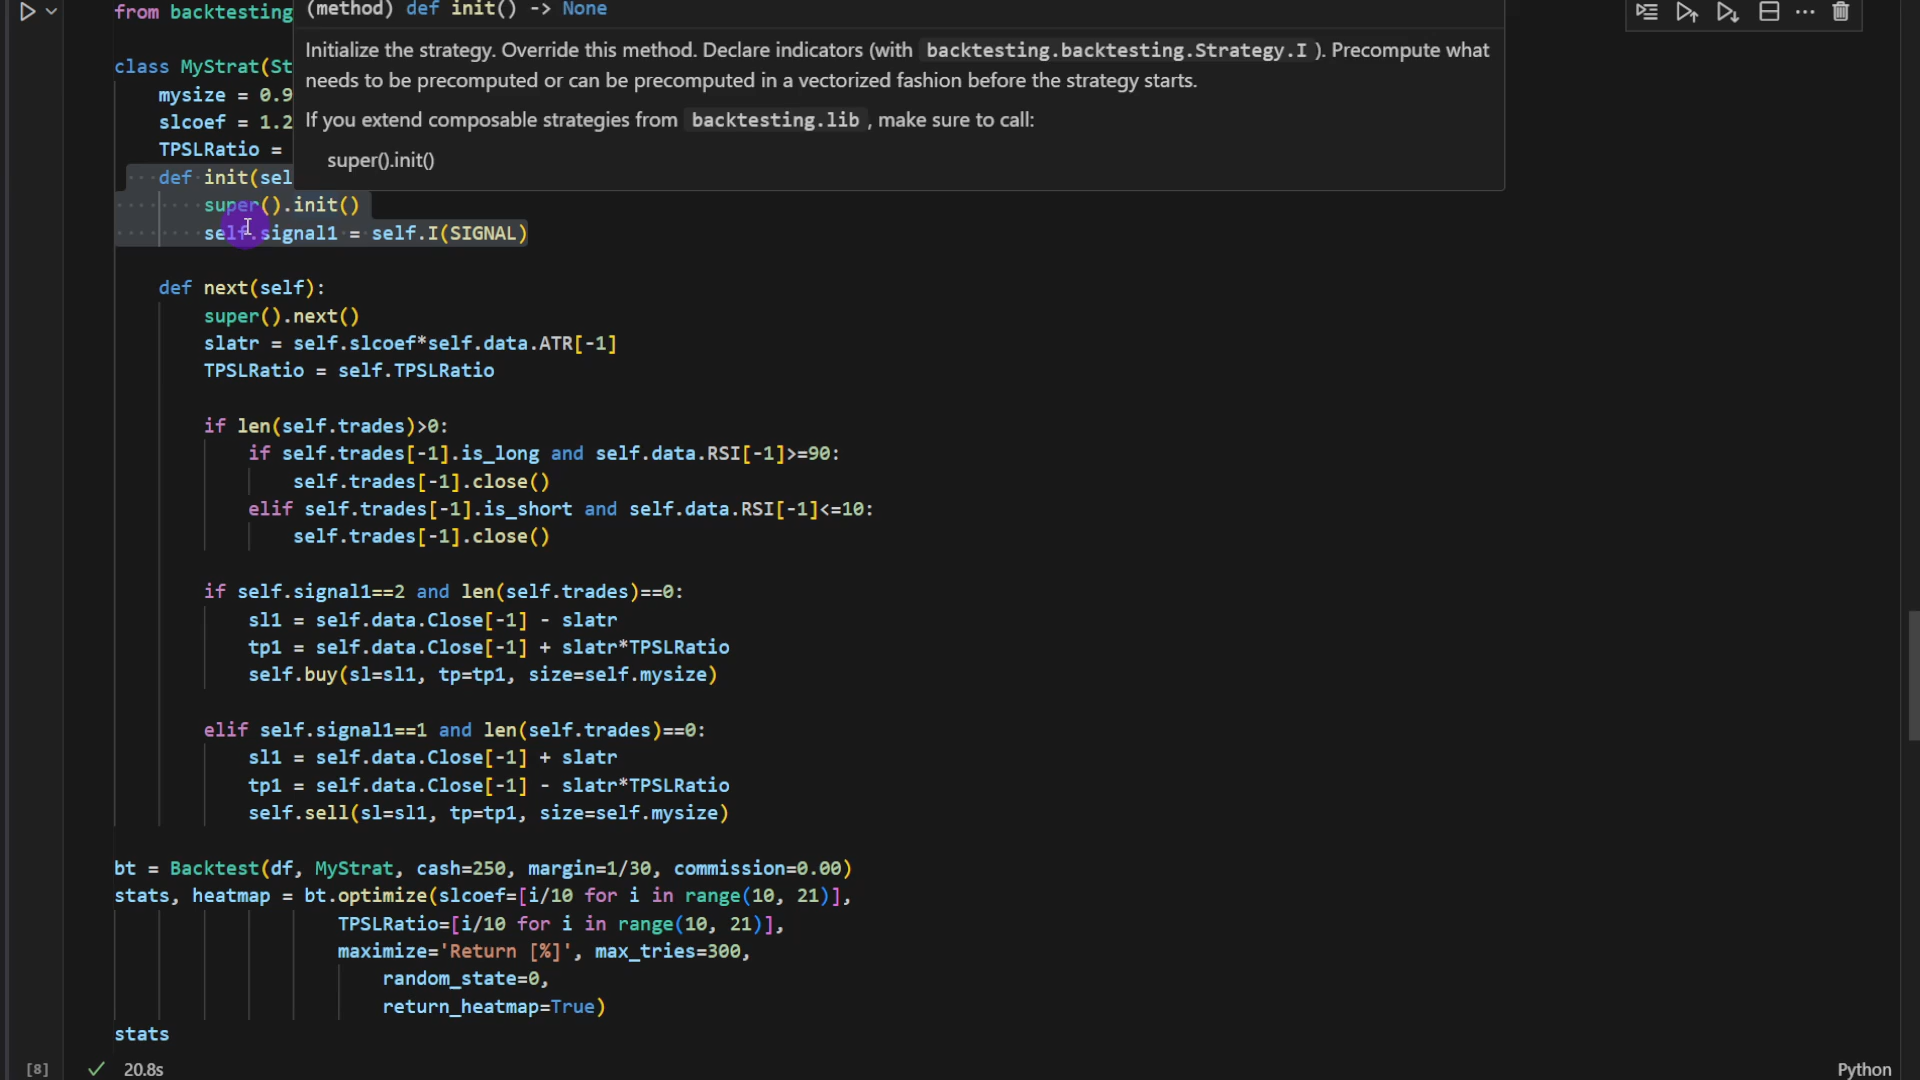 from backtesting
(method) def init() -> None
Initialize the strategy. Override this method. Declare indicators (with backtesting.backtesting.Strategy.I ). Precompute what
needs to be precomputed or can be precomputed in a vectorized fashion before the strategy starts.
If you extend composable strategies from backtesting.lib , make sure to call:
super().init()
class MyStrat(St
mysize = 0.9
slcoef = 1.2
TPSLRatio =
def init(sel
super().init()
self.signal1 = self.I(SIGNAL)
def next(self):
super().next()
slatr = self.slcoef*self.data.ATR[-1]
TPSLRatio = self.TPSLRatio
if len(self.trades)>0:
if self.trades[-1].is_long and self.data.RSI[-1]>=90:
self.trades[-1].close()
elif self.trades[-1].is_short and self.data.RSI[-1]<=10:
self.trades[-1].close()
if self.signal1==2 and len(self.trades)==0:
sl1 = self.data.Close[-1] - slatr
tp1 = self.data.Close[-1] + slatr*TPSLRatio
self.buy(sl=sl1, tp=tp1, size=self.mysize)
elif self.signal1==1 and len(self.trades)==0:
sl1 = self.data.Close[-1] + slatr
tp1 = self.data.Close[-1] - slatr*TPSLRatio
self.sell(sl=sl1, tp=tp1, size=self.mysize)
bt = Backtest(df, MyStrat, cash=250, margin=1/30, commission=0.00)
stats, heatmap = bt.optimize(slcoef=[i/10 for i in range(10, 21)],
TPSLRatio=[i/10 for i in range(10, 21)],
maximize='Return [%]', max_tries=300,
random_state=0,
return_heatmap=True)
stats
[8] 20.8s
Python